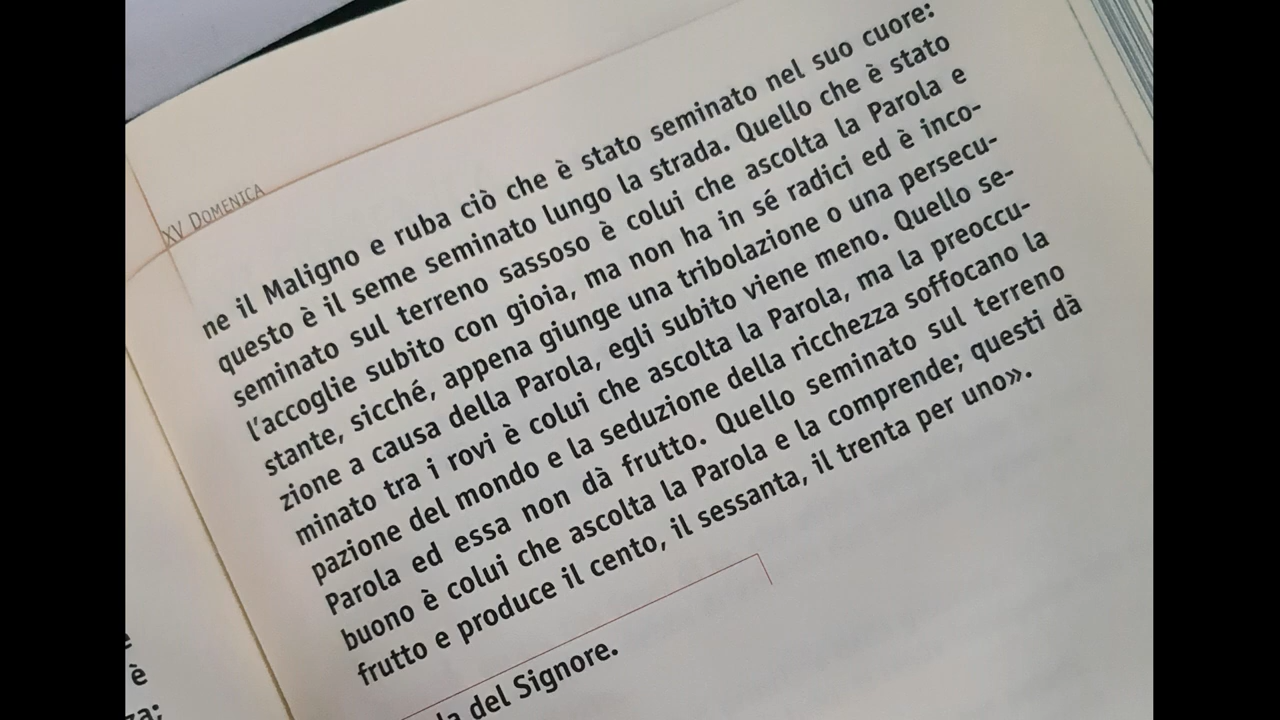 XV DOMENICA
ne il Maligno e ruba ciò che è stato seminato nel suo cuore:
questo è il seme seminato lungo la strada. Quello che è stato
seminato sul terreno sassoso è colui che ascolta la Parola e
l'accoglie subito con gioia, ma non ha in sé radici ed è inco-
stante, sicché, appena giunge una tribolazione o una persecu-
zione a causa della Parola, egli subito viene meno. Quello se-
minato tra i rovi è colui che ascolta la Parola, ma la preoccu-
pazione del mondo e la seduzione della ricchezza soffocano la
Parola ed essa non dà frutto. Quello seminato sul terreno
buono è colui che ascolta la Parola e la comprende; questi dà
frutto e produce il cento, il sessanta, il trenta per uno».
del Signore.
è